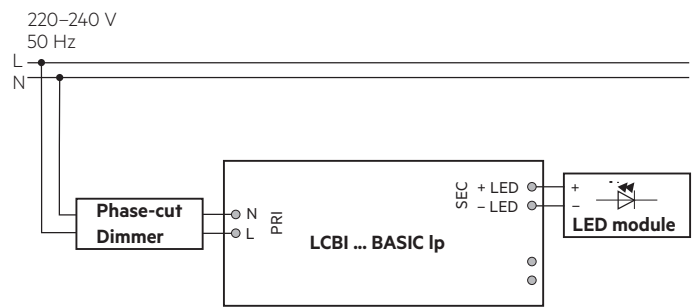 220–240 V
50 Hz
L
N
Phase-cut
Dimmer
N
L
PRI
LCBI ... BASIC lp
SEC
+ LED
– LED
+
–
LED module